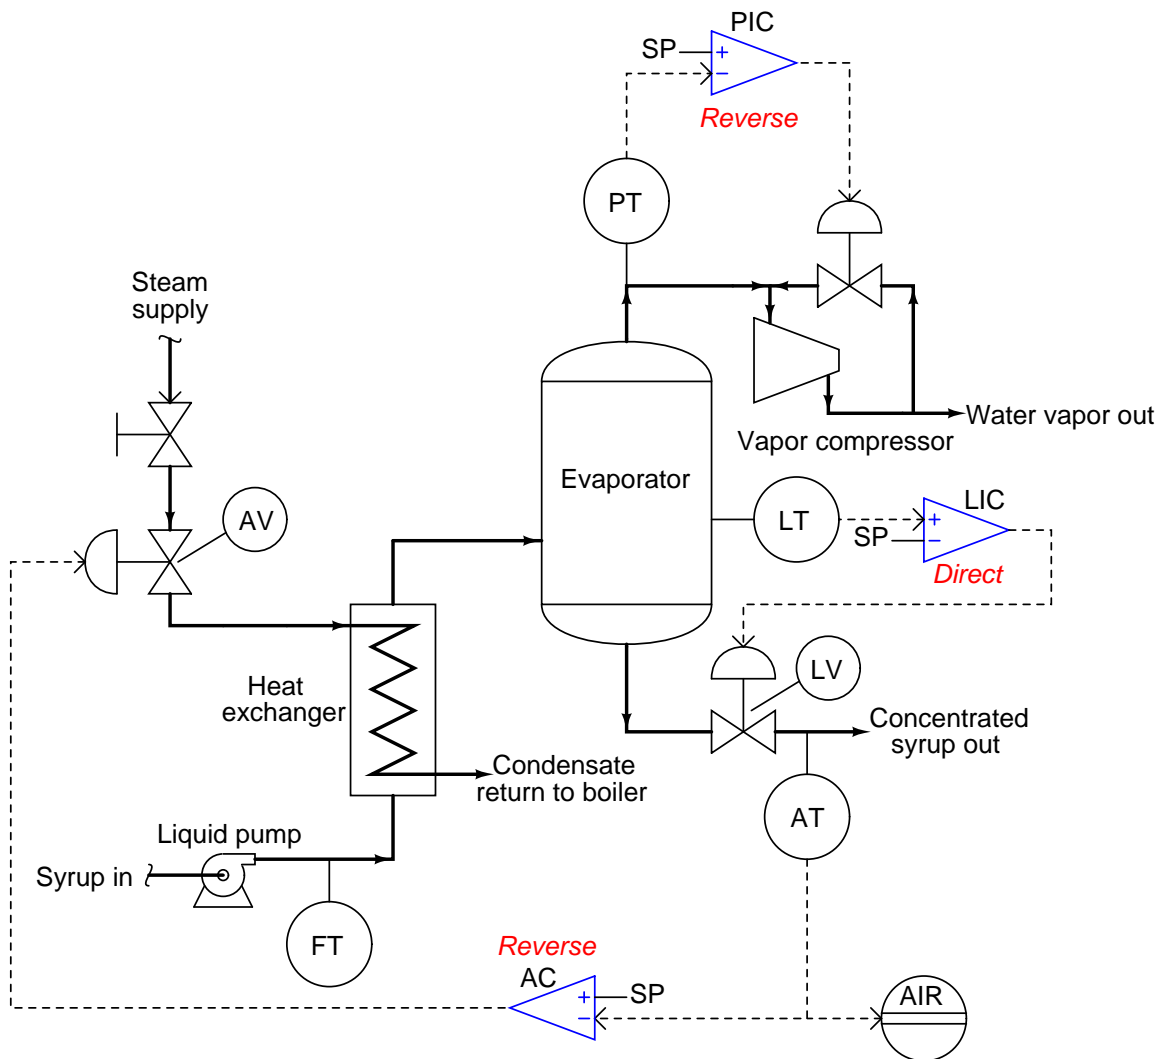 PIC
SP
+
−
Reverse
PT
Steam
supply
Water vapor out
Vapor compressor
Evaporator
AV
LT
LIC
+
SP
−
Direct
LV
Heat
exchanger
Concentrated
syrup out
Condensate
return to boiler
AT
Liquid pump
Syrup in
FT
Reverse
AC
+
SP
−
AIR